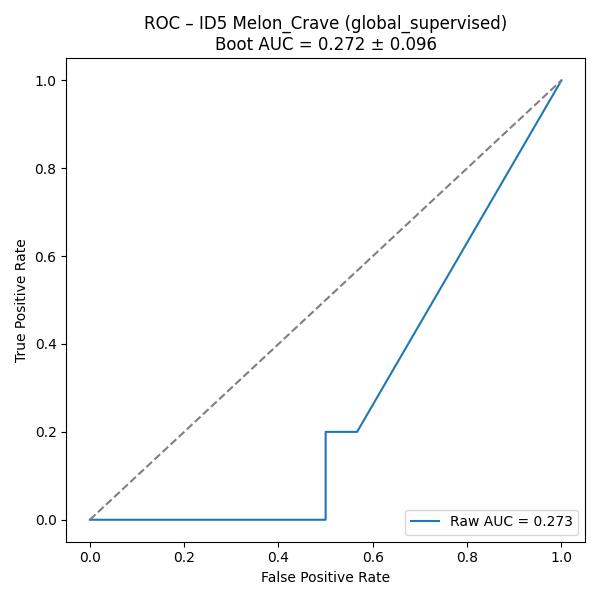 ROC – ID5 Melon_Crave (global_supervised)
Boot AUC = 0.272 ± 0.096
True Positive Rate
1.0
0.8
0.6
0.4
0.2
0.0
Raw AUC = 0.273
0.0 0.2 0.4 0.6 0.8 1.0
False Positive Rate